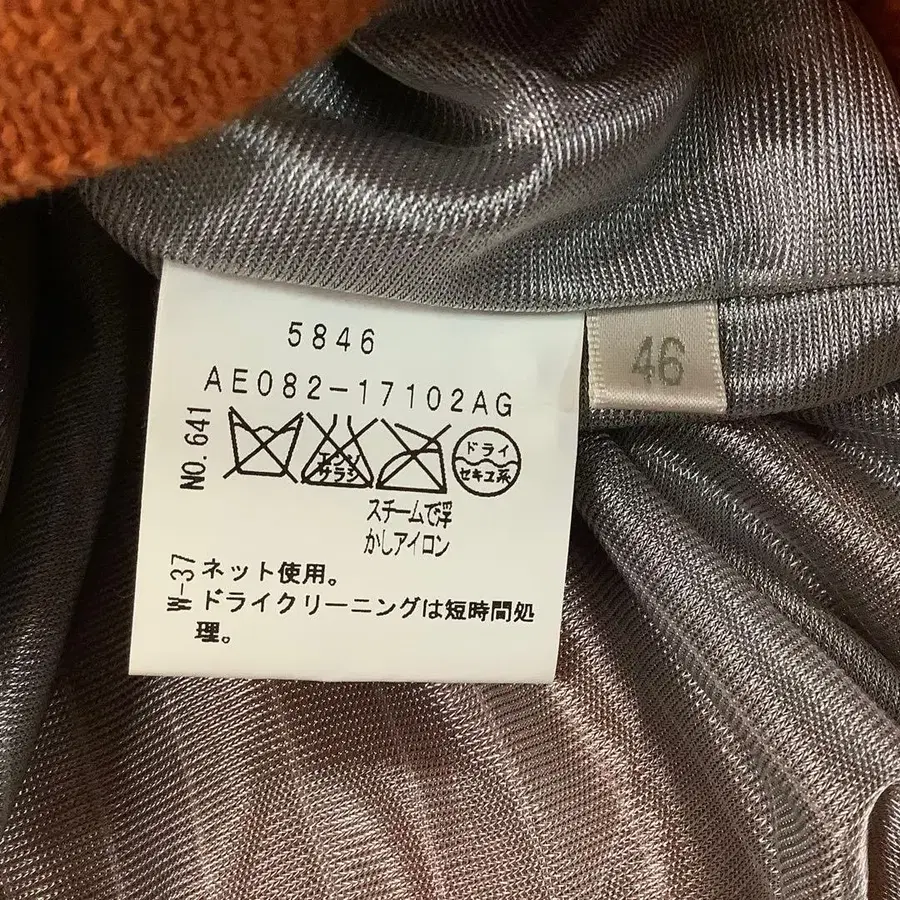 5846
AE082-17102AG
NO.641
エンソ
サラシ
ドライ
セキユ系
スチームで浮
かしアイロン
W-37
ネット使用。
ドライクリーニングは短時間処
理。
46